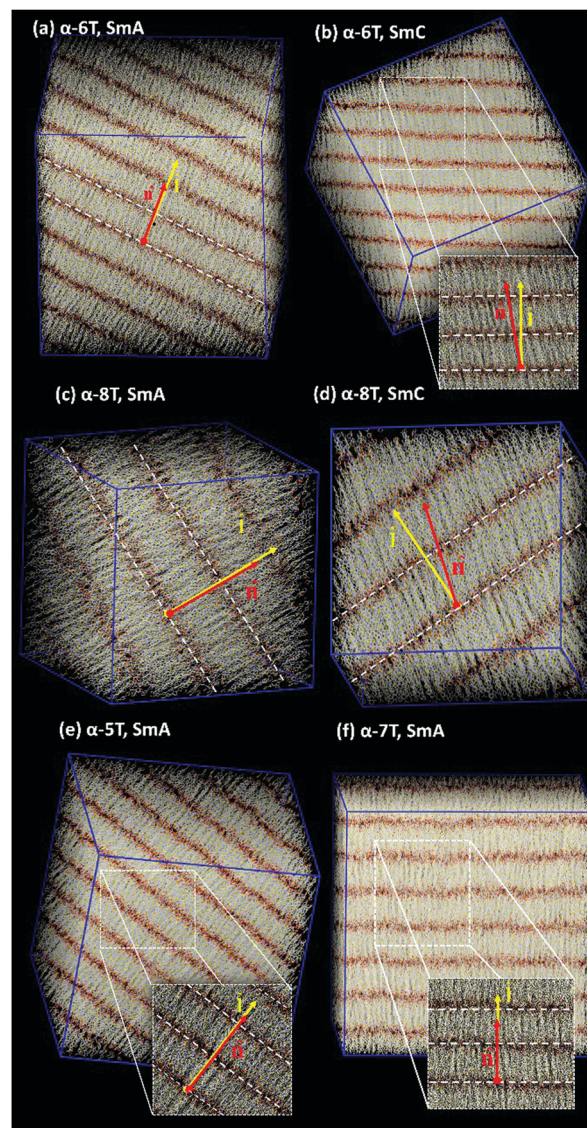 (a) α-6T, SmA
(b) α-6T, SmC
n̂
l̂
n̂
l̂
(c) α-8T, SmA
(d) α-8T, SmC
l̂
n̂
l̂
n̂
(e) α-5T, SmA
(f) α-7T, SmA
l̂
n̂
l̂
n̂